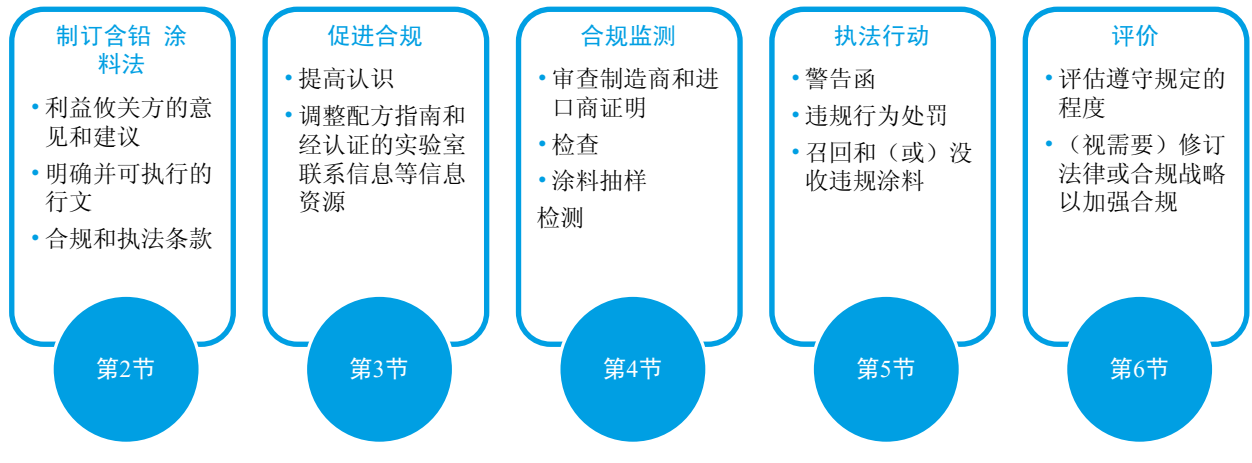 制订含铅 涂
料法
•利益攸关方的意
见和建议
•明确并可执行的
行文
•合规和执法条款
第2节
促进合规
•提高认识
•调整配方指南和
经认证的实验室
联系信息等信息
资源
第3节
合规监测
•审查制造商和进
口商证明
•检查
•涂料抽样
检测
第4节
执法行动
•警告函
•违规行为处罚
•召回和（或）没
收违规涂料
第5节
评价
•评估遵守规定的
程度
•（视需要）修订
法律或合规战略
以加强合规
第6节